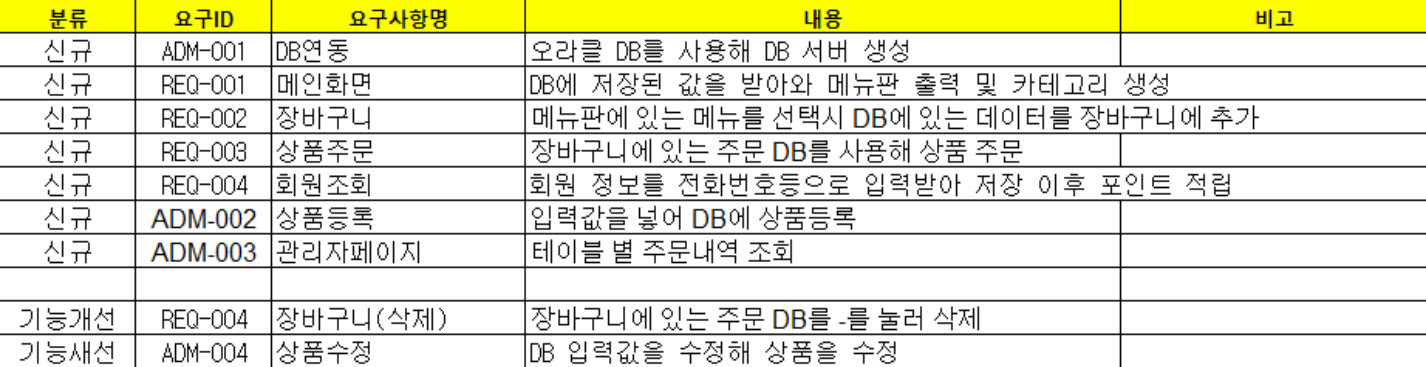 분류 요구ID 요구사항명 내용 비고
신규 ADM-001 DB연동 오라클 DB를 사용해 DB 서버 생성
신규 REQ-001 메인화면 DB에 저장된 값을 받아와 메뉴판 출력 및 카테고리 생성
신규 REQ-002 장바구니 메뉴판에 있는 메뉴를 선택시 DB에 있는 데이터를 장바구니에 추가
신규 REQ-003 상품주문 장바구니에 있는 주문 DB를 사용해 상품 주문
신규 REQ-004 회원조회 회원 정보를 전화번호등으로 입력받아 저장 이후 포인트 적립
신규 ADM-002 상품등록 입력값을 넣어 DB에 상품등록
신규 ADM-003 관리자페이지 테이블 별 주문내역 조회
기능개선 REQ-004 장바구니(삭제) 장바구니에 있는 주문 DB를 -를 눌러 삭제
기능새선 ADM-004 상품수정 DB 입력값을 수정해 상품을 수정